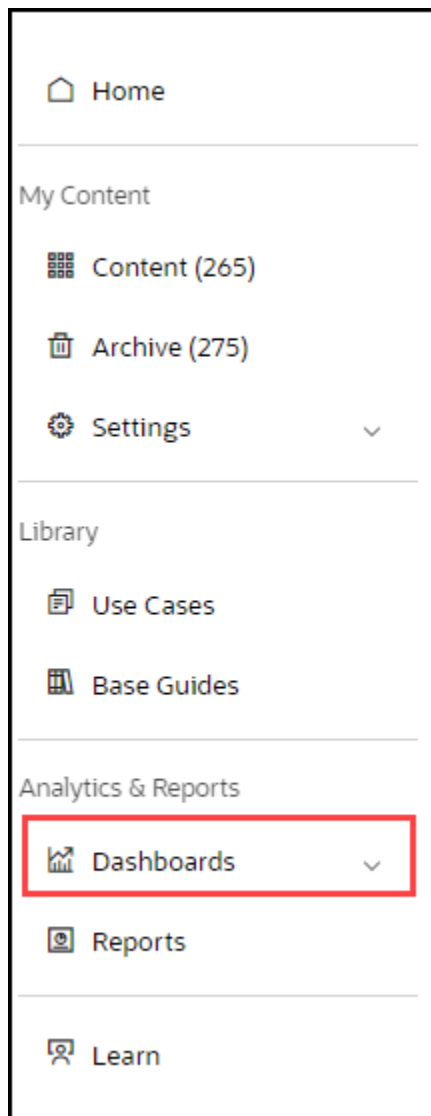 Home
My Content
Content (265)
Archive (275)
Settings
Library
Use Cases
Base Guides
Analytics & Reports
Dashboards
Reports
Learn